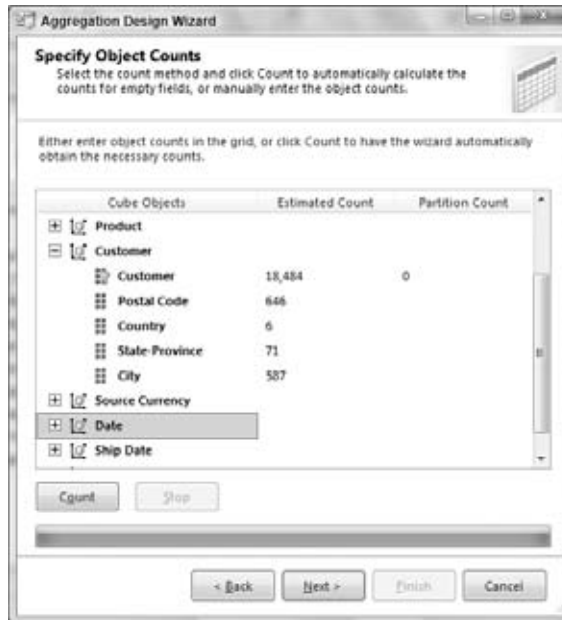 Aggregation Design Wizard
Specify Object Counts
Select the count method and click Count to automatically calculate the
counts for empty fields, or manually enter the object counts.
Either enter object counts in the grid, or click Count to have the wizard automatically
obtain the necessary counts.
Cube Objects Estimated Count Partition Count
Product
Customer
Customer 18,484 0
Postal Code 646
Country 6
State-Province 71
City 587
Source Currency
Date
Ship Date
Count Stop
< Back Next > Finish Cancel